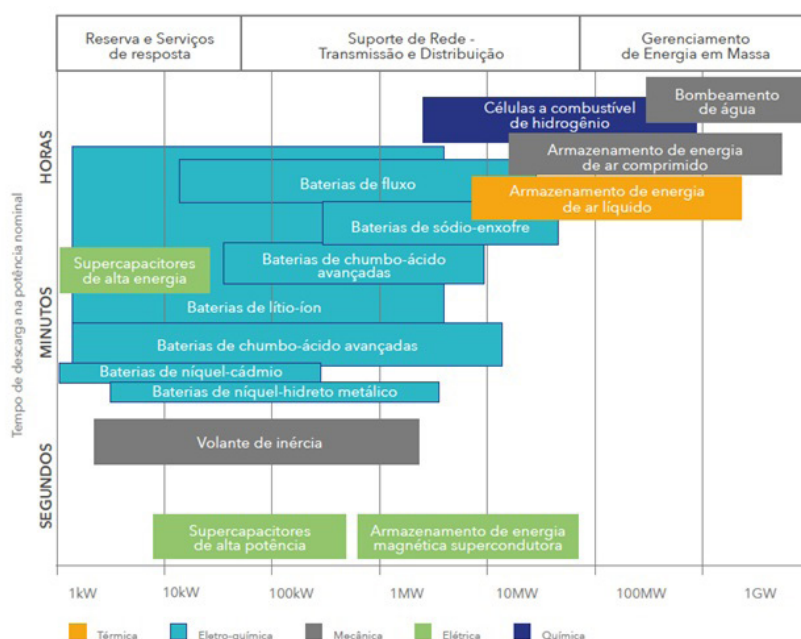 Reserva e Serviços
de resposta
Suporte de Rede -
Transmissão e Distribuição
Gerenciamento
de Energia em Massa
Tempo de descarga na potência nominal
HORAS
MINUTOS
SEGUNDOS
Bombeamento
de água
Células a combustível
de hidrogênio
Armazenamento de energia
de ar comprimido
Baterias de fluxo
Armazenamento de energia
de ar líquido
Baterias de sódio-enxofre
Supercapacitores
de alta energia
Baterias de chumbo-ácido
avançadas
Baterias de lítio-íon
Baterias de chumbo-ácido avançadas
Baterias de níquel-cádmio
Baterias de níquel-hidreto metálico
Volante de inércia
Supercapacitores
de alta potência
Armazenamento de energia
magnética supercondutora
1kW 10kW 100kW 1MW 10MW 100MW 1GW
Térmica Eletro-química Mecânica Elétrica Química